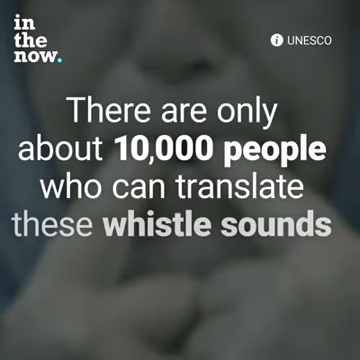 in
the
now.
i UNESCO
There are only
about 10,000 people
who can translate
these whistle sounds